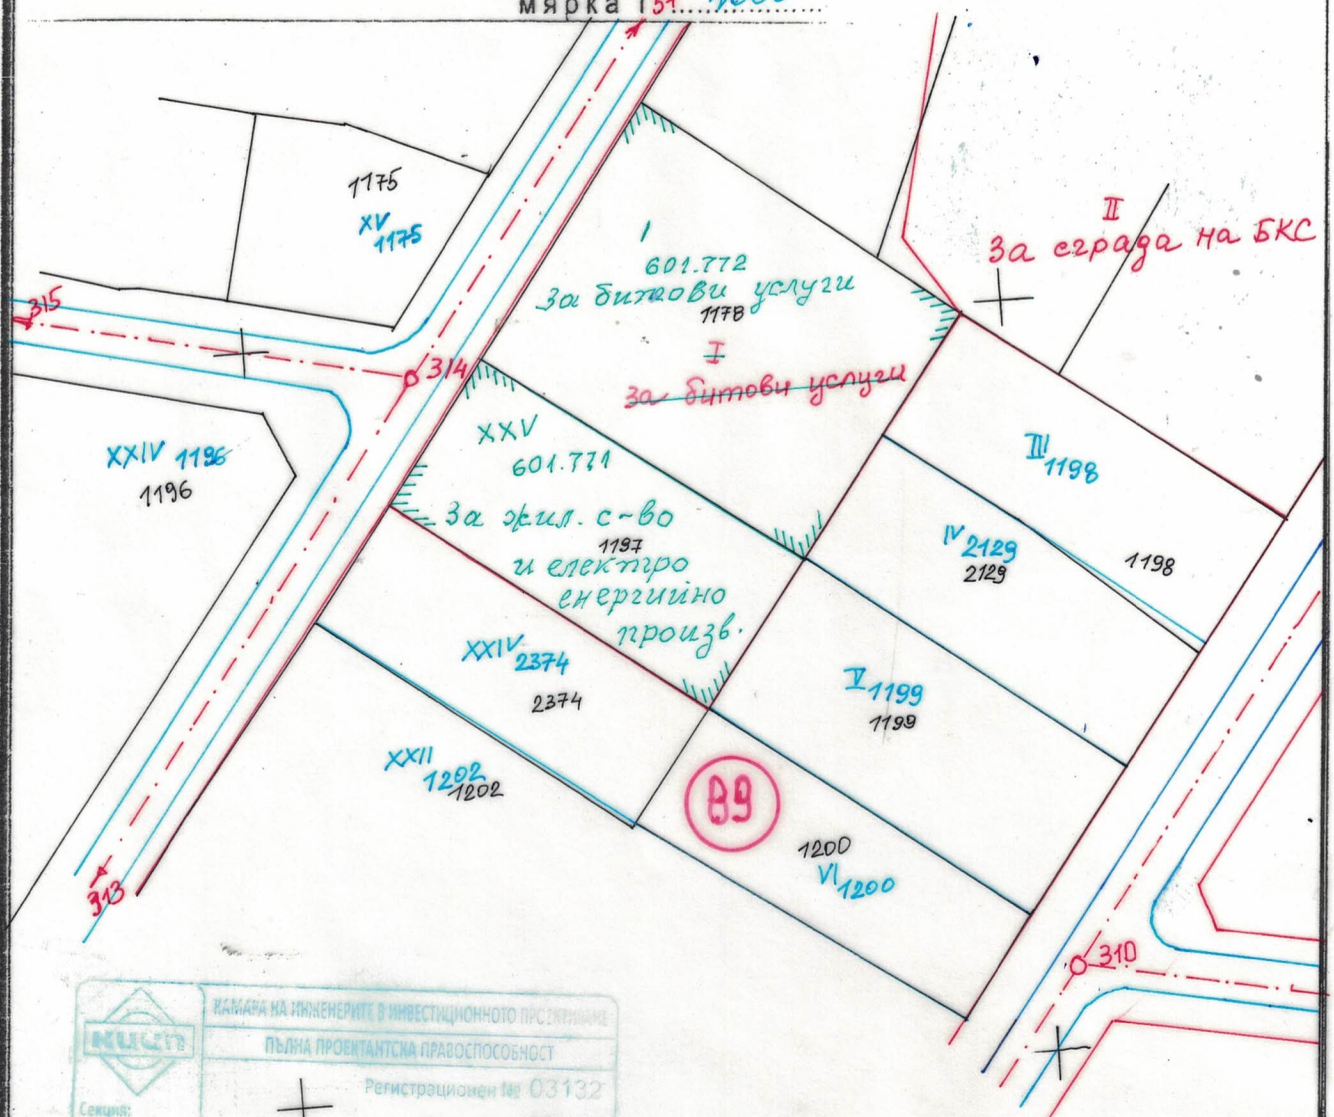 мярка 1
51
1175
XV
1175
315
314
I
601.772
За битови услуги
1178
I
За битови услуги
II
За сграда на БКС
XXIV 1196
1196
XXV
601.771
За жил. с-во
1197
и електро
енергийно
произв.
III 1198
IV 2129
2129
1198
XXIV 2374
2374
V 1199
1199
XXII
1202
1202
89
1200
VI 1200
313
310
КАМАРА НА ИНЖЕНЕРИТЕ В ИНВЕСТИЦИОННОТО ПРОЕКТИРАНЕ
КИИП
ПЪЛНА ПРОЕКТАНТСКА ПРАВОСПОСОБНОСТ
Регистрационен № 03132
Секция: